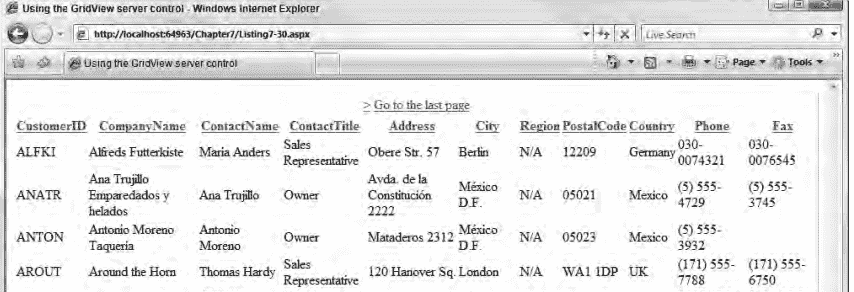 Using the GridView server control - Windows Internet Explorer
http://localhost:64963/Chapter7/Listing7-30.aspx
Live Search
Using the GridView server control
Page
Tools
>>
> Go to the last page
CustomerID CompanyName ContactName ContactTitle Address City Region PostalCode Country Phone Fax
ALFKI Alfreds Futterkiste Maria Anders Sales Representative Obere Str. 57 Berlin N/A 12209 Germany 030-0074321 030-0076545
ANATR Ana Trujillo Emparedados y helados Ana Trujillo Owner Avda. de la Constitución 2222 México D.F. N/A 05021 Mexico (5) 555-4729 (5) 555-3745
ANTON Antonio Moreno Taquería Antonio Moreno Owner Mataderos 2312 México D.F. N/A 05023 Mexico (5) 555-3932
AROUT Around the Horn Thomas Hardy Sales Representative 120 Hanover Sq. London N/A WA1 1DP UK (171) 555-7788 (171) 555-6750